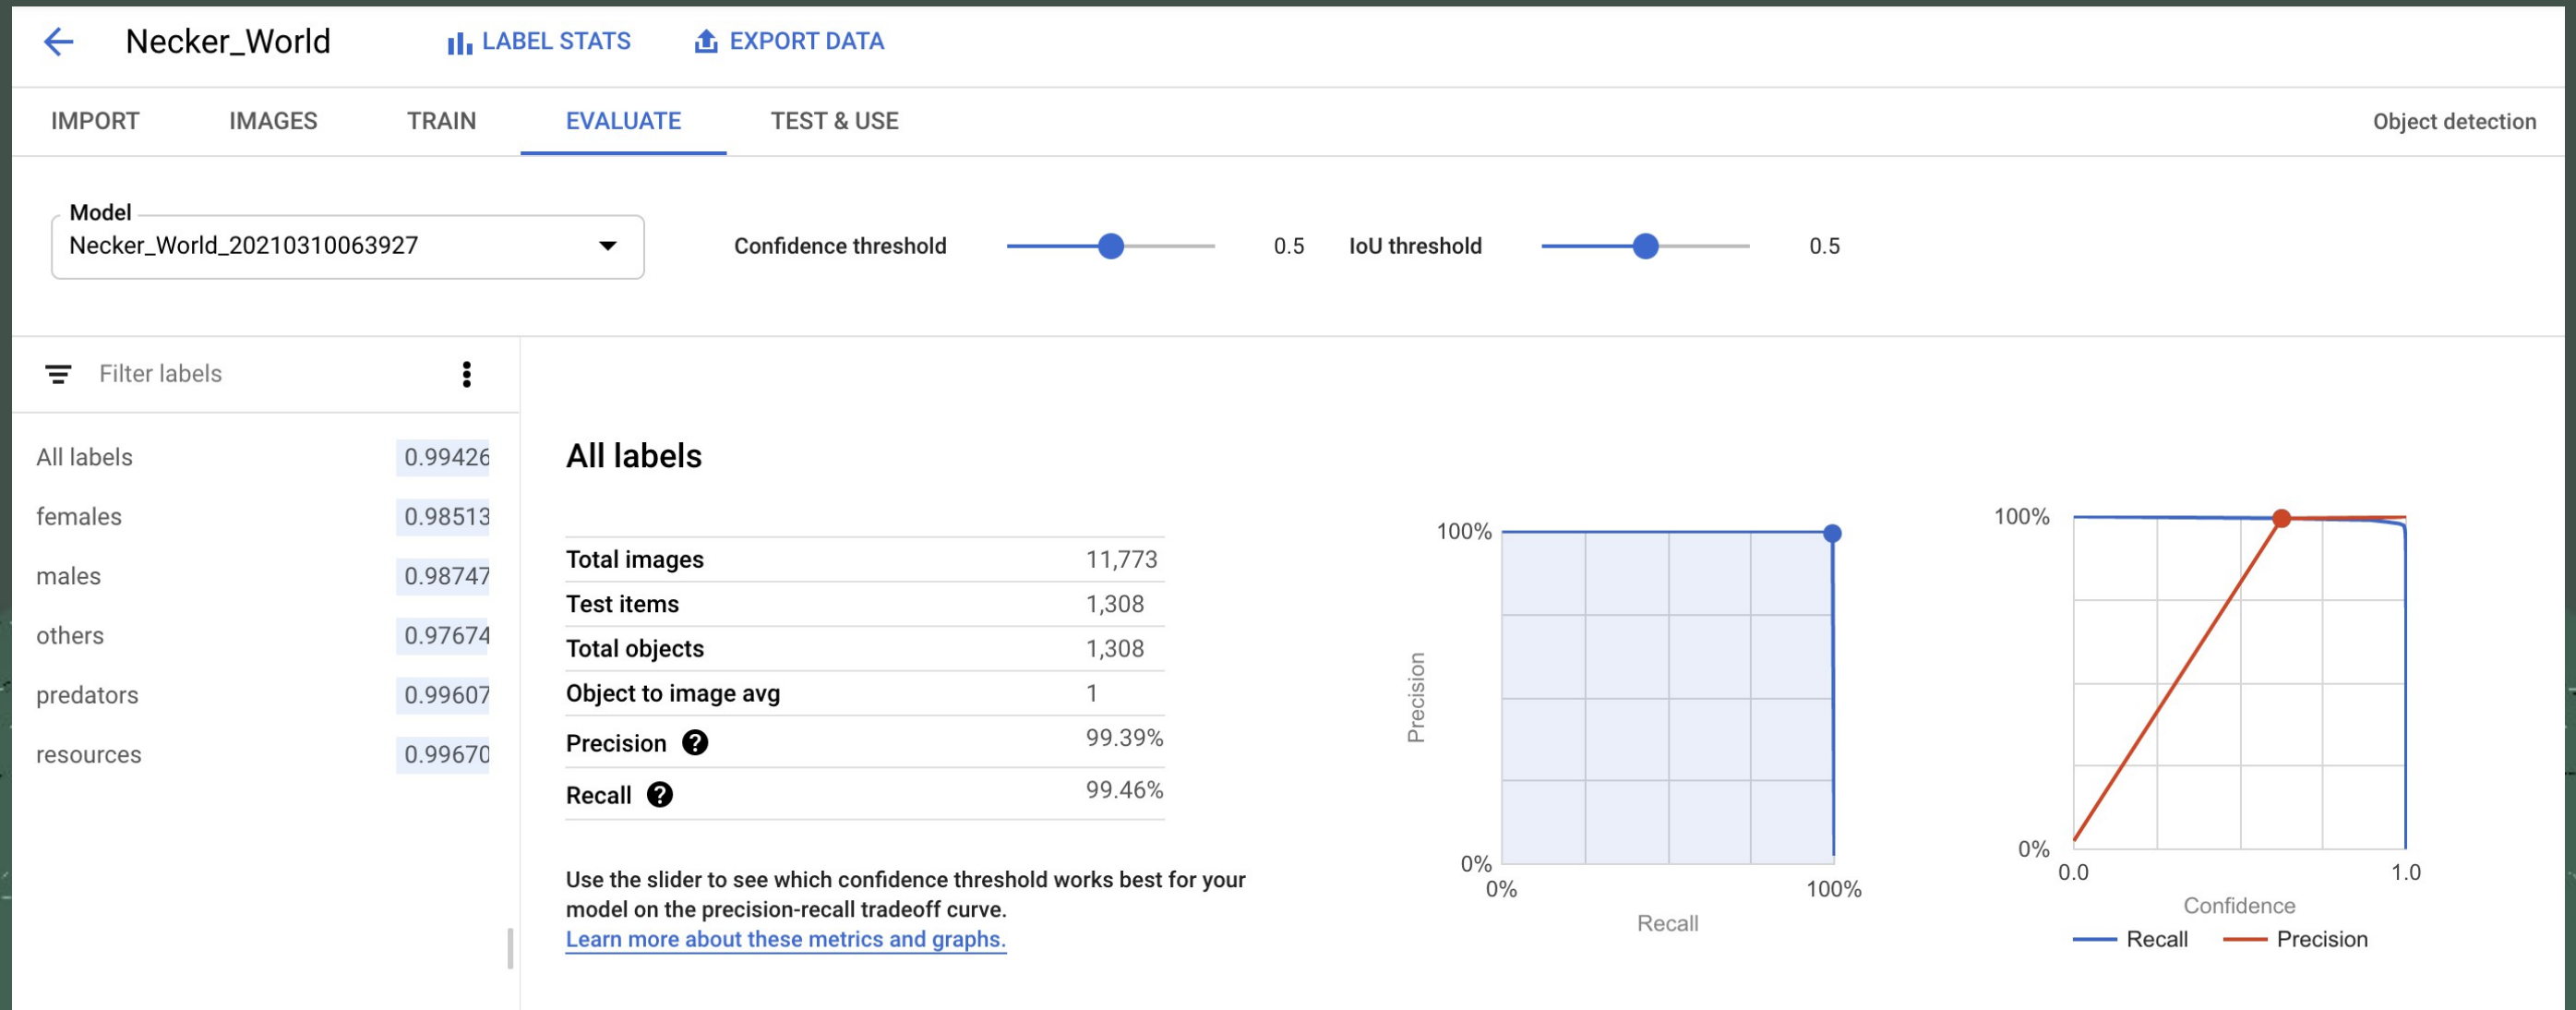 Necker_World LABEL STATS EXPORT DATA
IMPORT IMAGES TRAIN EVALUATE TEST & USE Object detection
Model
Necker_World_20210310063927
Confidence threshold 0.5 IoU threshold 0.5
Filter labels
All labels 0.99426
females 0.98513
males 0.98747
others 0.97674
predators 0.99607
resources 0.99670
All labels
Total images 11,773
Test items 1,308
Total objects 1,308
Object to image avg 1
Precision ? 99.39%
Recall ? 99.46%
Use the slider to see which confidence threshold works best for your
model on the precision-recall tradeoff curve.
Learn more about these metrics and graphs.
100%
Precision
0%
0% 100%
Recall
100%
0%
0.0 1.0
Confidence
Recall Precision